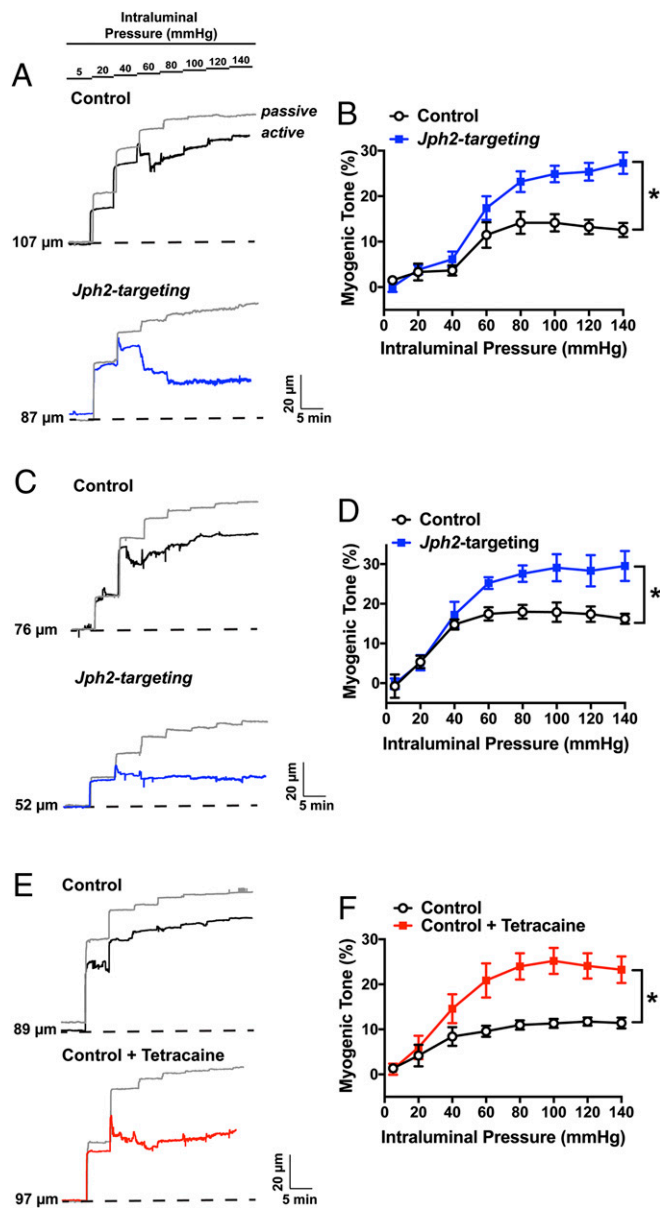 Intraluminal
Pressure (mmHg)
5 20 40 60 80 100 120 140
A
Control
passive
active
107 µm
Jph2-targeting
87 µm
20 µm
5 min
B
Control
Jph2-targeting
Myogenic Tone (%)
30
20
10
0
*
0 20 40 60 80 100 120 140
Intraluminal Pressure (mmHg)
C
Control
76 µm
Jph2-targeting
52 µm
20 µm
5 min
D
Control
Jph2-targeting
Myogenic Tone (%)
30
20
10
0
*
0 20 40 60 80 100 120 140
Intraluminal Pressure (mmHg)
E
Control
89 µm
Control + Tetracaine
97 µm
20 µm
5 min
F
Control
Control + Tetracaine
Myogenic Tone (%)
30
20
10
0
*
0 20 40 60 80 100 120 140
Intraluminal Pressure (mmHg)